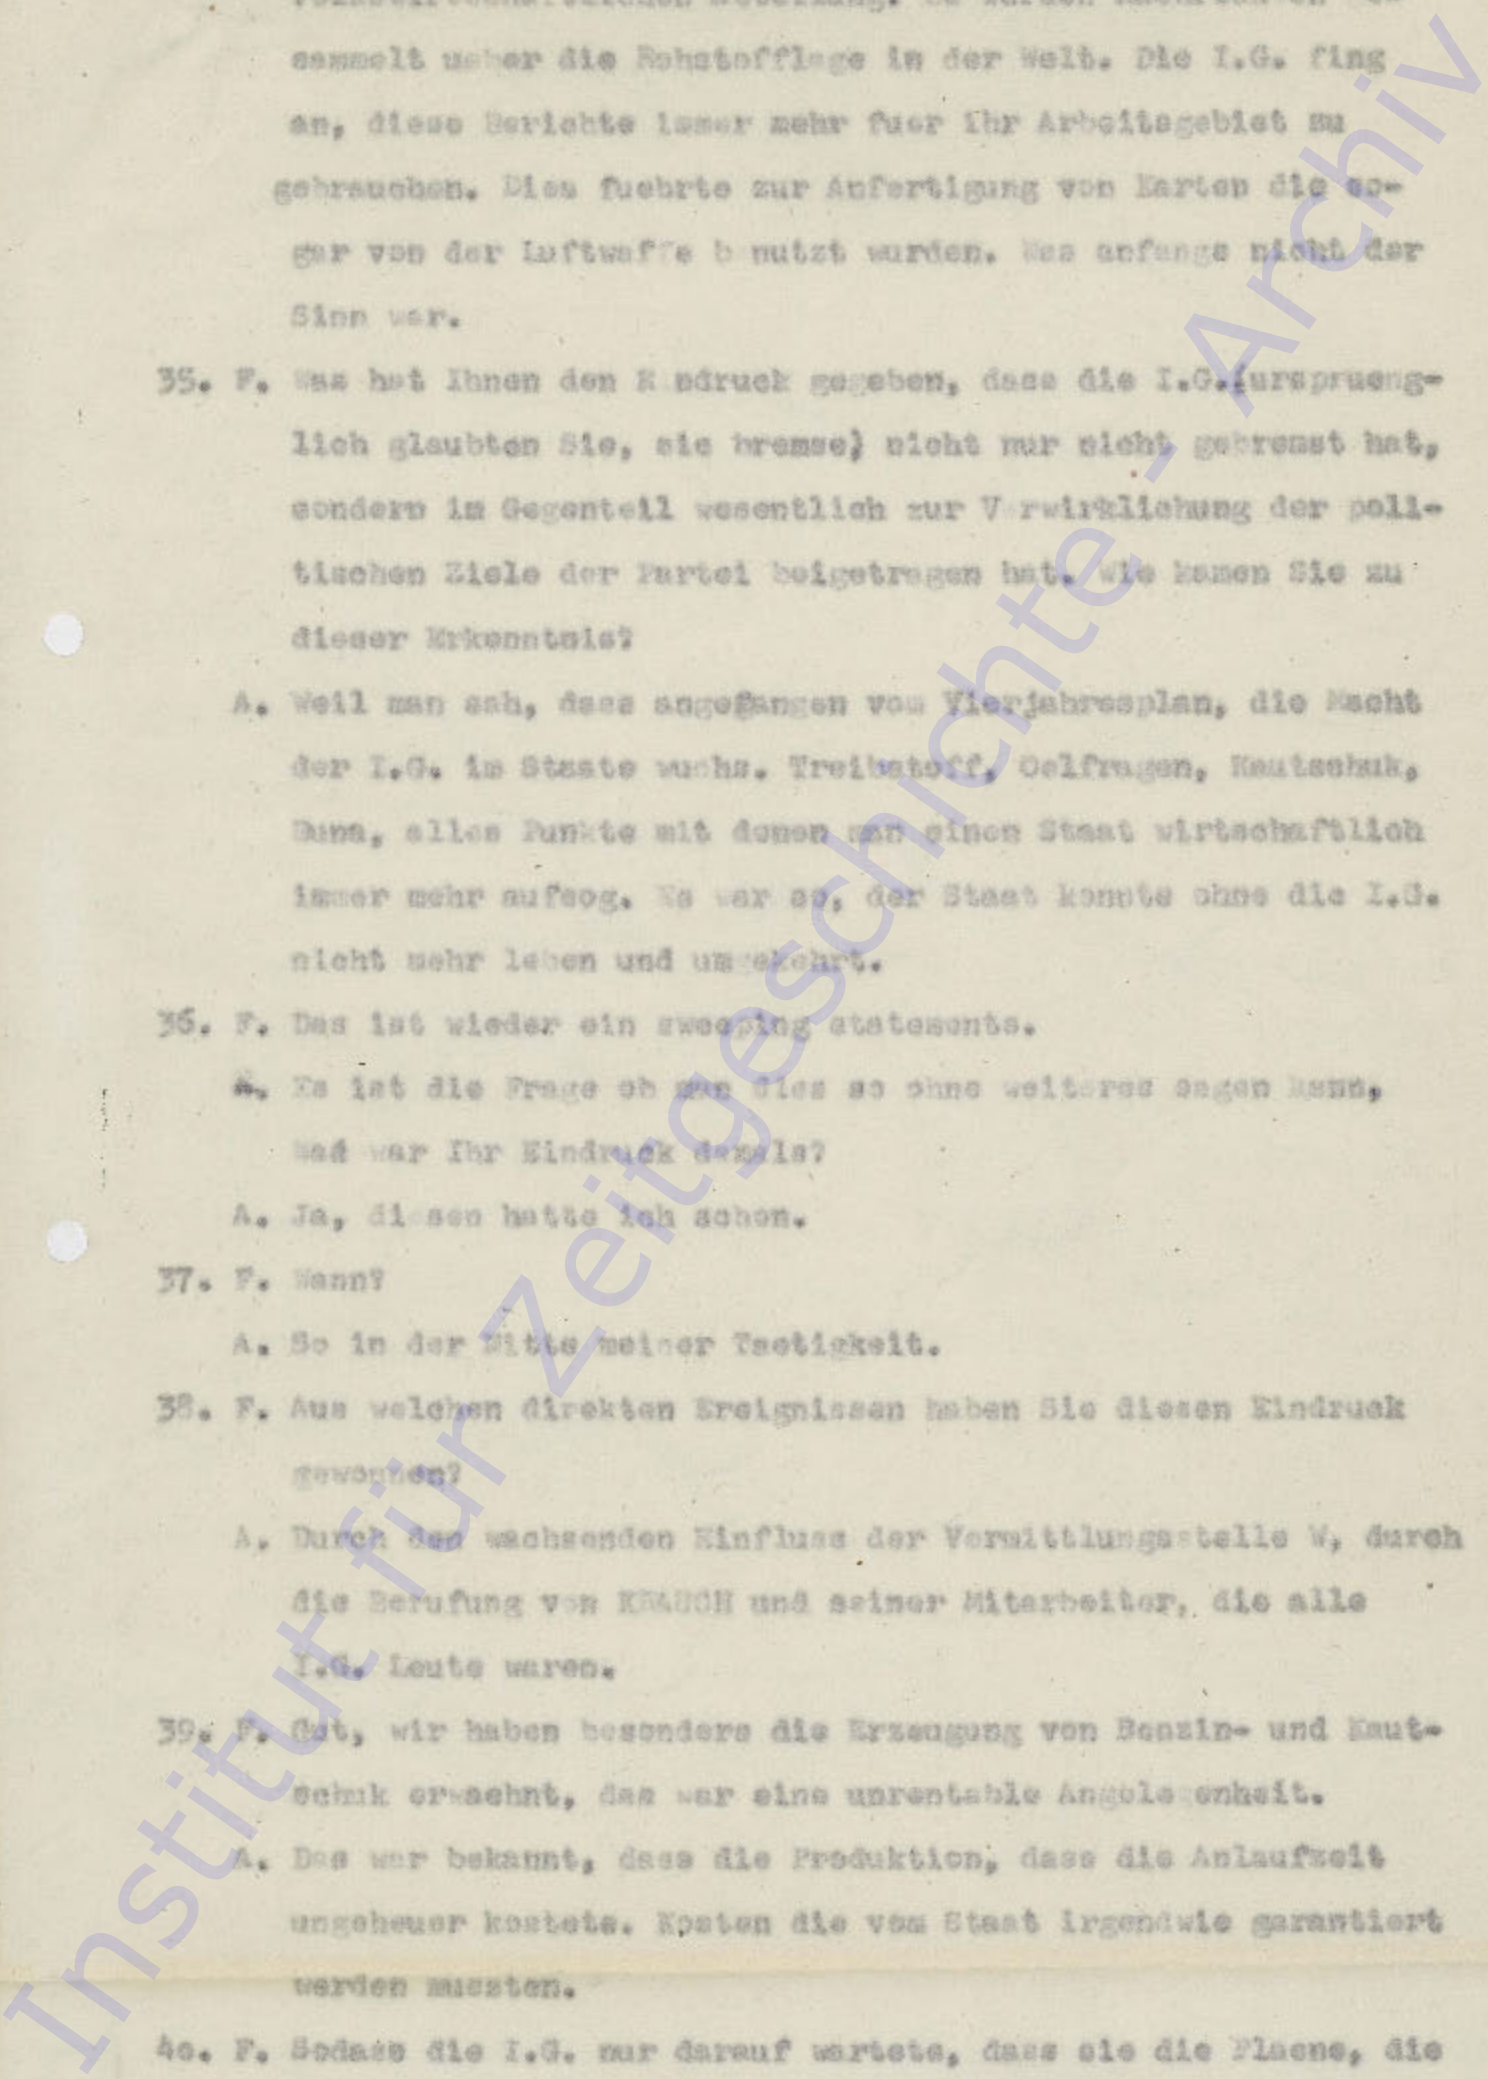 volkswirtschaftlichen Abteilung. Es wurden Nachrichten ge-
sammelt ueber die Rohstofflage in der Welt. Die I.G. fing
an, diese Berichte immer mehr fuer Ihr Arbeitsgebiet zu
gebrauchen. Dies fuehrte zur Anfertigung von Karten die so-
gar von der Luftwaffe b nutzt wurden. Was anfangs nicht der
Sinn war.
35. F. Was hat Ihnen den E ndruck gegeben, dass die I.G.(ursprueng-
lich glaubten Sie, sie bremse) nicht nur nicht gebremst hat,
sondern im Gegenteil wesentlich zur V rwirklichung der poli-
tischen Ziele der Partei beigetragen hat. Wie kamen Sie zu
dieser Erkenntnis?
A. Weil man sah, dass angefangen vom Vierjahresplan, die Macht
der I.G. im Staate wuchs. Treibstoff, Oelfragen, Kautschuk,
Buna, alles Punkte mit denen man einen Staat wirtschaftlich
immer mehr aufsog. Es war so, der Staat konnte ohne die I.G.
nicht mehr leben und umgekehrt.
36. F. Das ist wieder ein sweeping statements.
A. Es ist die Frage ob man dies so ohne weiteres sagen kann,
was war Ihr Eindruck damals?
A. Ja, diesen hatte ich schon.
37. F. Wann?
A. So in der Mitte meiner Taetigkeit.
38. F. Aus welchen direkten Ereignissen haben Sie diesen Eindruck
gewonnen?
A. Durch den wachsenden Einfluss der Vermittlungsstelle W, durch
die Berufung von KRAUCH und seiner Mitarbeiter, die alle
I.G. Leute waren.
39. F. Gut, wir haben besonders die Erzeugung von Benzin- und Kaut-
schuk erwaehnt, das war eine unrentable Angelegenheit.
A. Das war bekannt, dass die Produktion, dass die Anlaufzeit
ungeheuer kostete. Kosten die vom Staat irgendwie garantiert
werden mussten.
40. F. Sodass die I.G. nur darauf wartete, dass sie die Plaene, die
Institut für Zeitgeschichte - Archiv